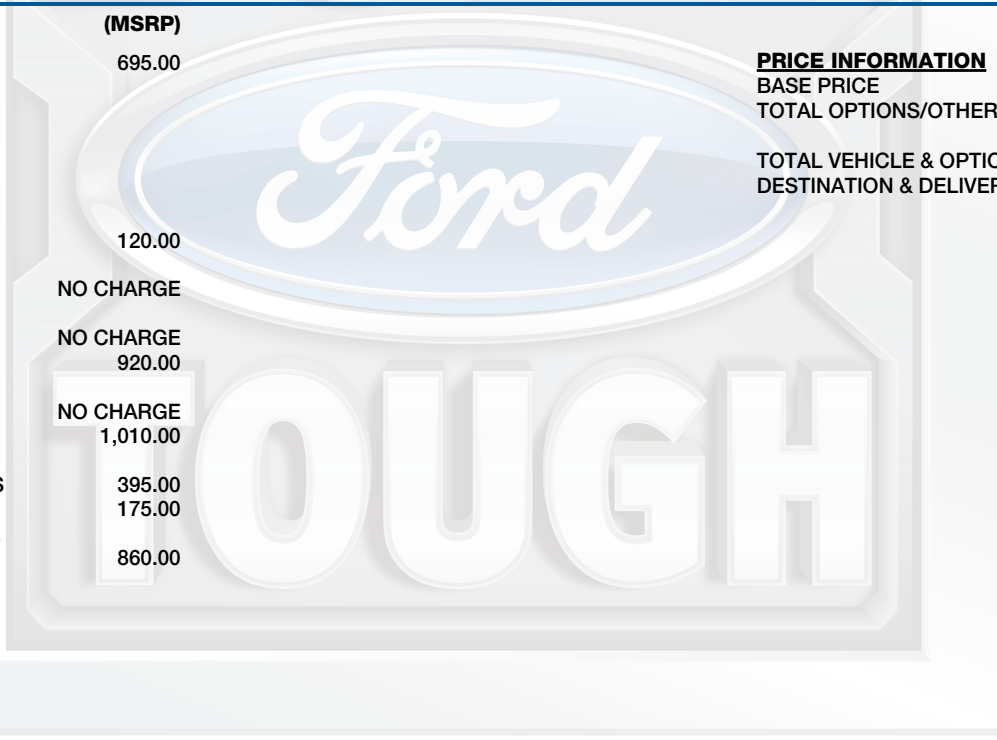 (MSRP)
695.00
120.00
NO CHARGE
NO CHARGE
920.00
NO CHARGE
1,010.00
S 395.00
175.00
860.00
PRICE INFORMATION
BASE PRICE
TOTAL OPTIONS/OTHER
TOTAL VEHICLE & OPTIO
DESTINATION & DELIVER
Ford
TOUGH